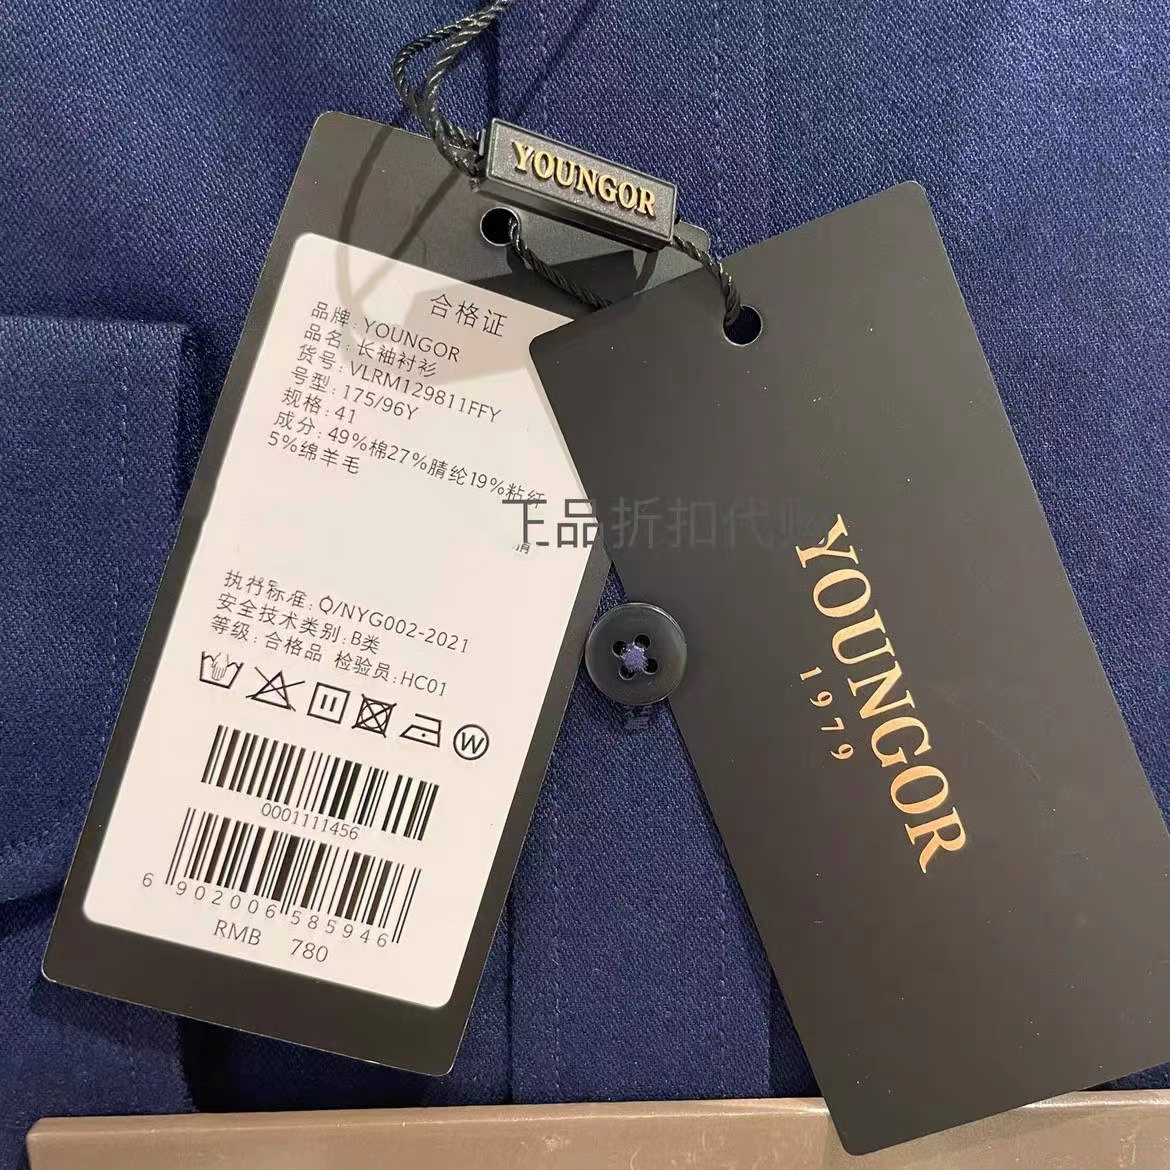 YOUNGOR
合格证
品牌:YOUNGOR
品名:长袖衬衫
货号:VLRM129811FFY
号型:175/96Y
规格:41
成分:49%棉27%腈纶19%粘纤
5%绵羊毛
品折扣代购
执行标准:Q/NYG002-2021
安全技术类别:B类
等级:合格品 检验员:HC01
W
0001111456
6 902006 585946
RMB 780
YOUNGOR
1979